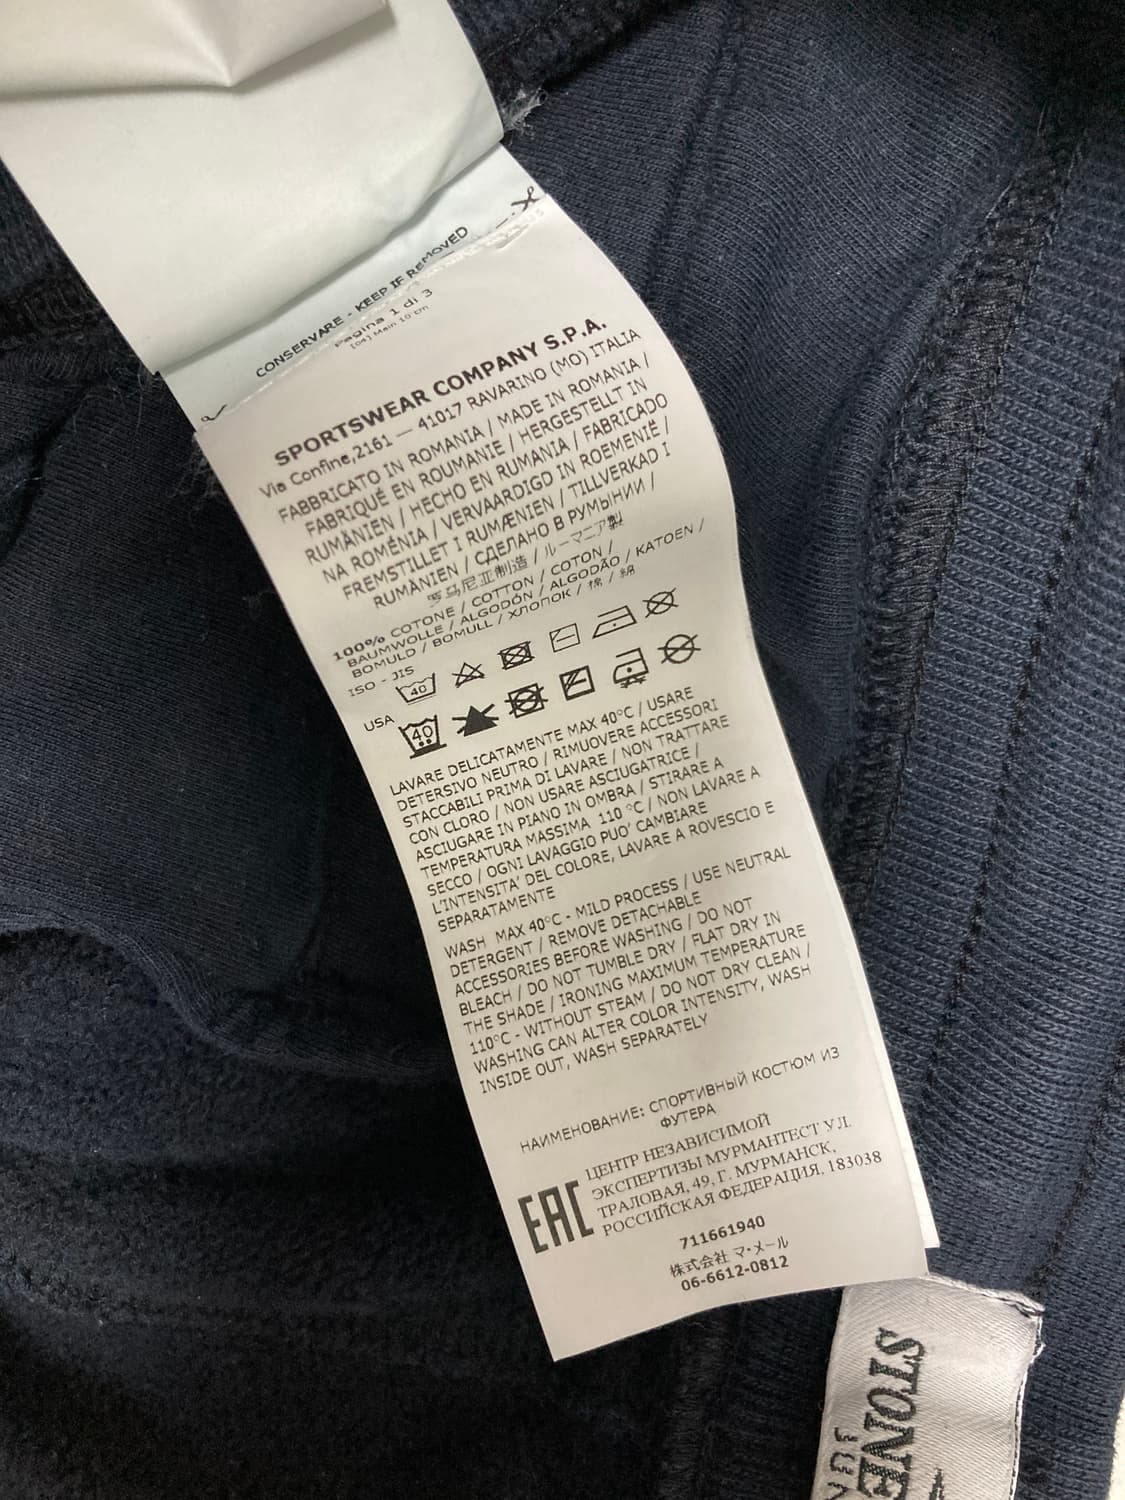 CONSERVARE - KEEP IF REMOVED
Pagina 1 di 3
SPORTSWEAR COMPANY S.P.A.
Via Confine,2161 — 41017 RAVARINO (MO) ITALIA
FABBRICATO IN ROMANIA / MADE IN ROMANIA /
FABRIQUÉ EN ROUMANIE / HERGESTELLT IN
RUMÄNIEN / HECHO EN RUMANIA / FABRICADO
NA ROMÉNIA / VERVAARDIGD IN ROEMENIË /
FREMSTILLET I RUMÆNIEN / TILLVERKAD I
RUMÄNIEN / СДЕЛАНО В РУМЫНИИ /
罗马尼亚制造 / ルーマニア製
100% COTONE / COTTON / COTON /
BAUMWOLLE / ALGODÓN / ALGODÃO / KATOEN /
BOMULD / BOMULL / ХЛОПОК / 棉 / 綿
ISO - JIS
40
USA
40
LAVARE DELICATAMENTE MAX 40°C / USARE
DETERSIVO NEUTRO / RIMUOVERE ACCESSORI
STACCABILI PRIMA DI LAVARE / NON TRATTARE
CON CLORO / NON USARE ASCIUGATRICE /
ASCIUGARE IN PIANO IN OMBRA / STIRARE A
TEMPERATURA MASSIMA 110 °C / NON LAVARE A
SECCO / OGNI LAVAGGIO PUO' CAMBIARE
L'INTENSITA' DEL COLORE, LAVARE A ROVESCIO E
SEPARATAMENTE
WASH MAX 40°C - MILD PROCESS / USE NEUTRAL
DETERGENT / REMOVE DETACHABLE
ACCESSORIES BEFORE WASHING / DO NOT
BLEACH / DO NOT TUMBLE DRY / FLAT DRY IN
THE SHADE / IRONING MAXIMUM TEMPERATURE
110°C - WITHOUT STEAM / DO NOT DRY CLEAN /
WASHING CAN ALTER COLOR INTENSITY, WASH
INSIDE OUT, WASH SEPARATELY
НАИМЕНОВАНИЕ: СПОРТИВНЫЙ КОСТЮМ ИЗ
ФУТЕРА
EAC
ЦЕНТР НЕЗАВИСИМОЙ
ЭКСПЕРТИЗЫ МУРМАНТЕСТ УЛ.
ТРАЛОВАЯ, 49, Г. МУРМАНСК,
РОССИЙСКАЯ ФЕДЕРАЦИЯ, 183038
711661940
株式会社 マ・メール
06-6612-0812
STONE